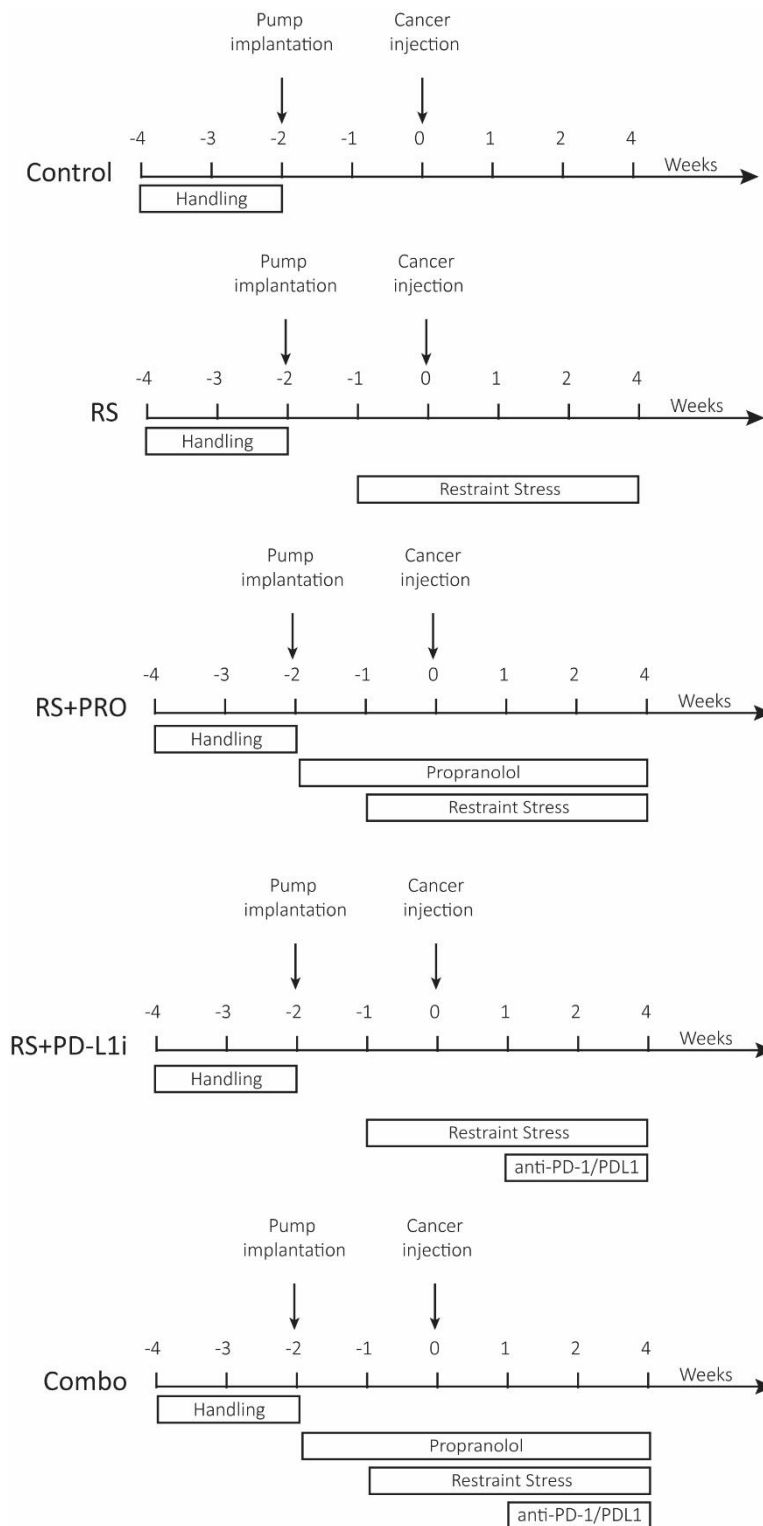 Pump Cancer
implantation injection
-4 -3 -2 -1 0 1 2 4
Control Weeks
Handling
Pump Cancer
implantation injection
-4 -3 -2 -1 0 1 2 4
RS Weeks
Handling
Restraint Stress
Pump Cancer
implantation injection
-4 -3 -2 -1 0 1 2 4
RS+PRO Weeks
Handling
Propranolol
Restraint Stress
Pump Cancer
implantation injection
-4 -3 -2 -1 0 1 2 4
RS+PD-L1i Weeks
Handling
Restraint Stress
anti-PD-1/PDL1
Pump Cancer
implantation injection
-4 -3 -2 -1 0 1 2 4
Combo Weeks
Handling
Propranolol
Restraint Stress
anti-PD-1/PDL1